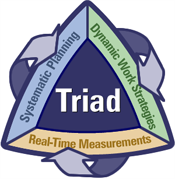 Systematic Planning
Dynamic Work Strategies
Triad
Real-Time Measurements